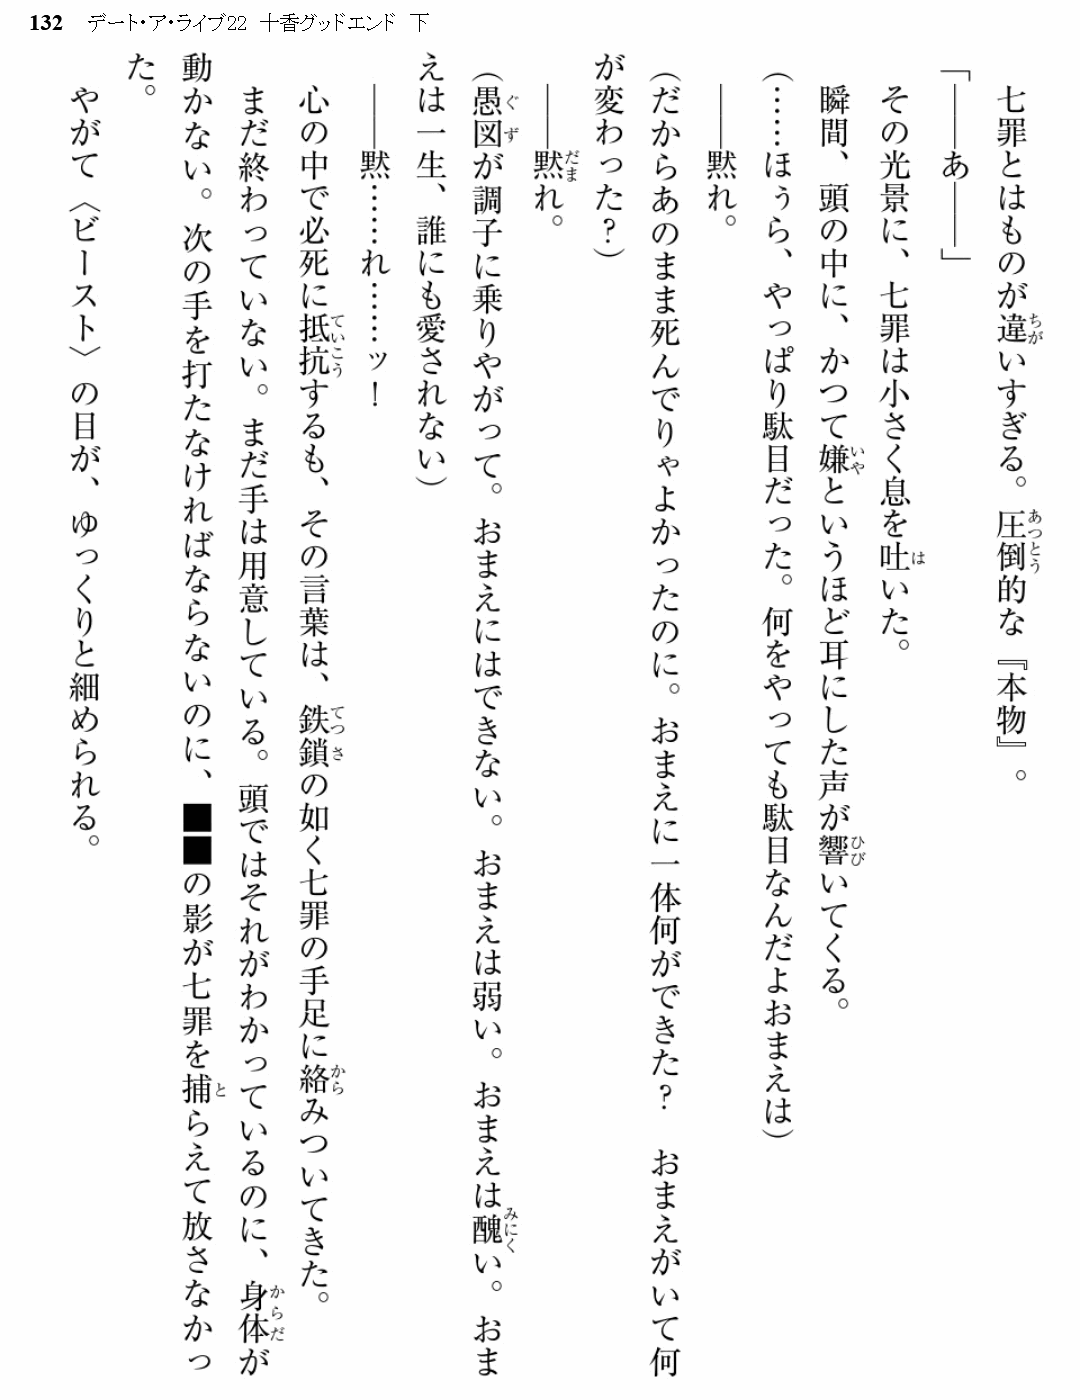 132 デート・ア・ライブ22 十香グッドエンド 下
七罪とはものが違いすぎる。圧倒的な『本物』。
「――あ――」
その光景に、七罪は小さく息を吐いた。
瞬間、頭の中に、かつて嫌というほど耳にした声が響いてくる。
(……ほぅら、やっぱり駄目だった。何をやっても駄目なんだよおまえは)
――黙れ。
(だからあのまま死んでりゃよかったのに。おまえに一体何ができた? おまえがいて何
が変わった?)
――黙れ。
(愚図が調子に乗りやがって。おまえにはできない。おまえは弱い。おまえは醜い。おま
えは一生、誰にも愛されない)
――黙……れ……ッ!
心の中で必死に抵抗するも、その言葉は、鉄鎖の如く七罪の手足に絡みついてきた。
まだ終わっていない。まだ手は用意している。頭ではそれがわかっているのに、身体が
動かない。次の手を打たなければならないのに、■■の影が七罪を捕らえて放さなかっ
た。
やがて〈ビースト〉の目が、ゆっくりと細められる。